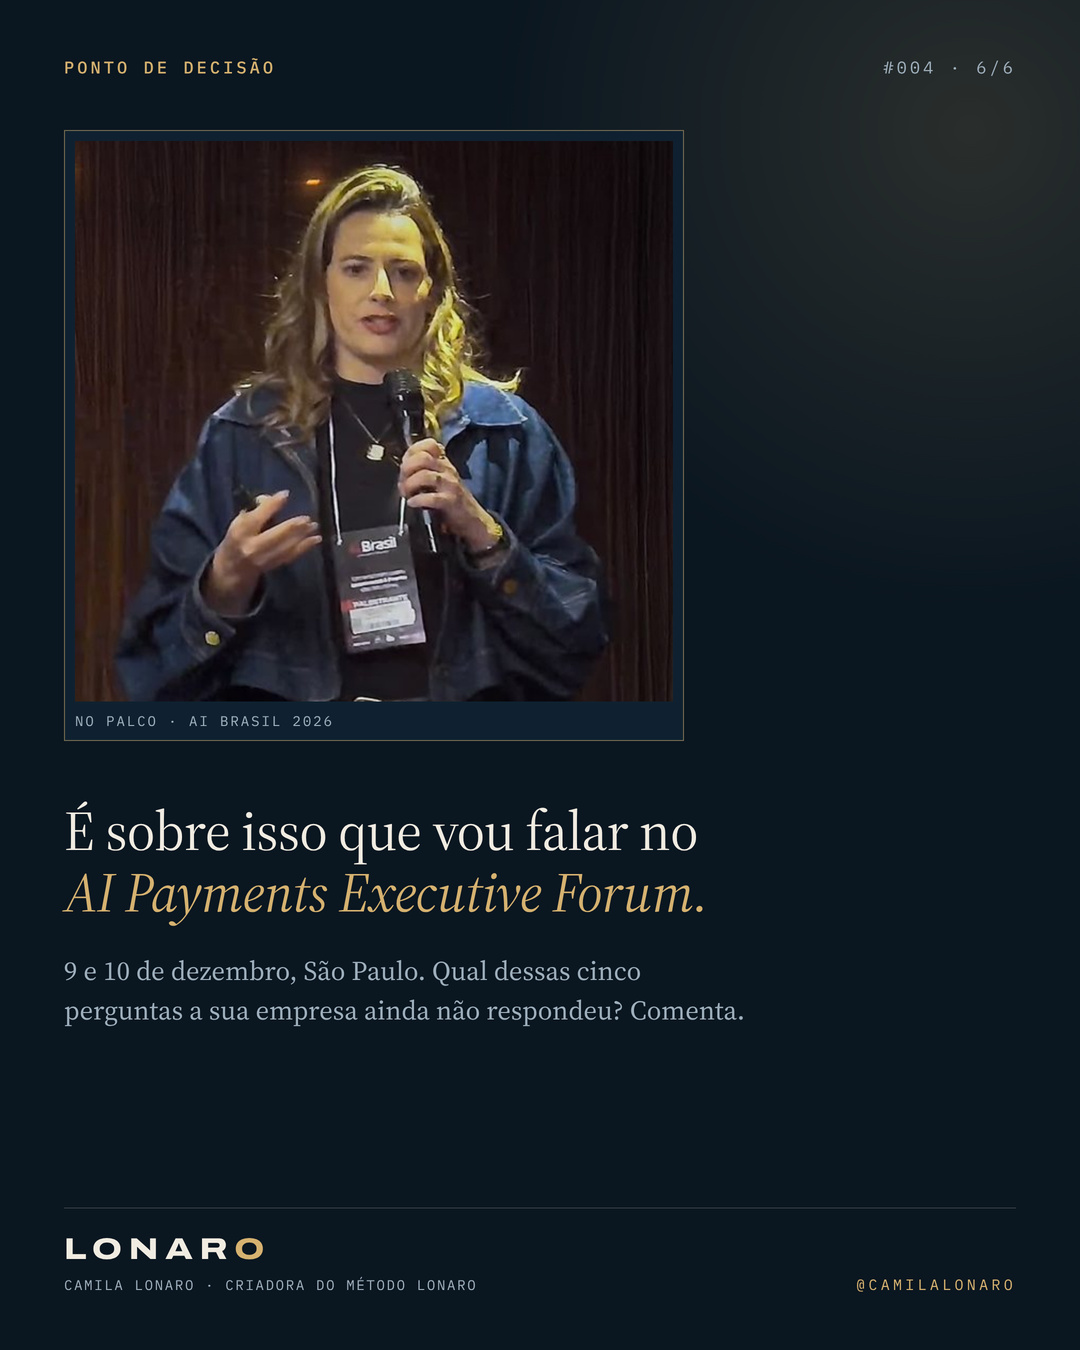 PONTO DE DECISÃO
#004 · 6/6
Brasil
PALESTRANTE
NO PALCO · AI BRASIL 2026
É sobre isso que vou falar no
AI Payments Executive Forum.
9 e 10 de dezembro, São Paulo. Qual dessas cinco
perguntas a sua empresa ainda não respondeu? Comenta.
LONARO
CAMILA LONARO · CRIADORA DO MÉTODO LONARO
@CAMILALONARO